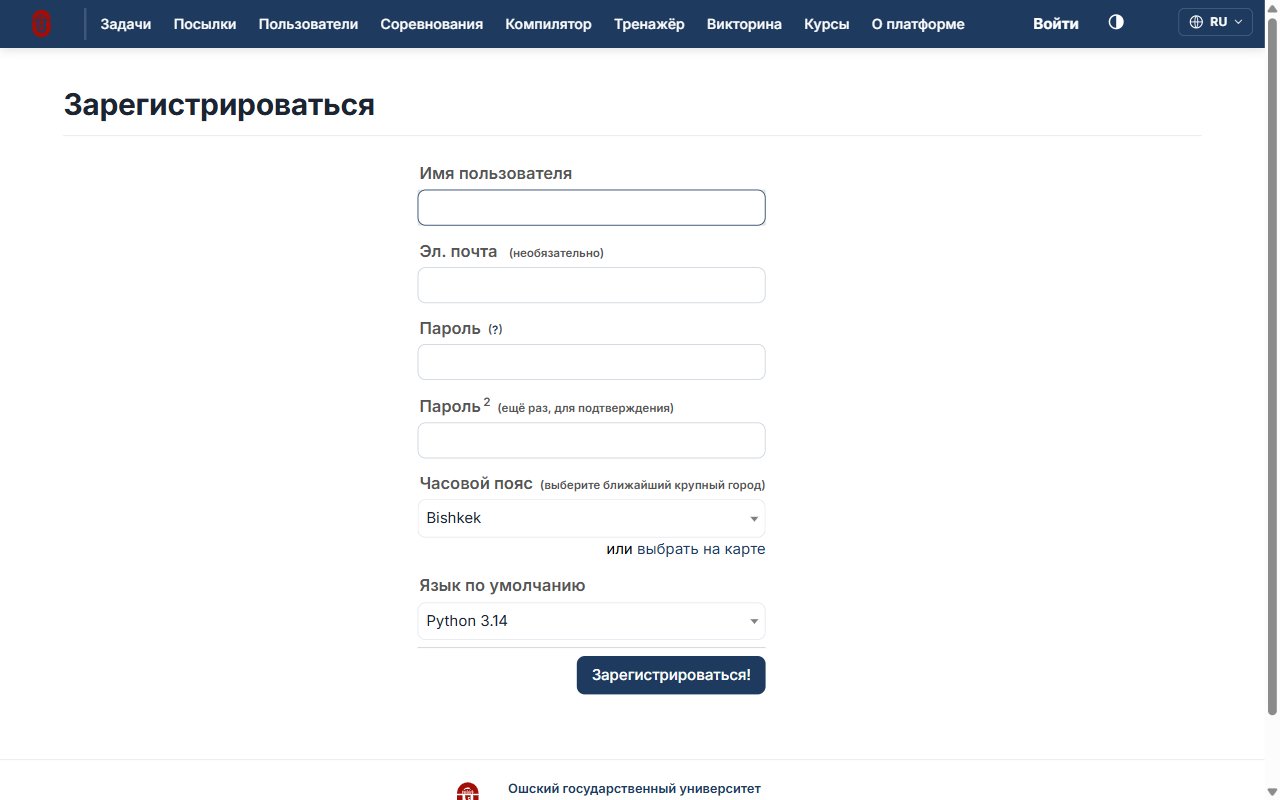 Задачи Посылки Пользователи Соревнования Компилятор Тренажёр Викторина Курсы О платформе Войти RU
Зарегистрироваться
Имя пользователя
Эл. почта (необязательно)
Пароль (?)
Пароль 2 (ещё раз, для подтверждения)
Часовой пояс (выберите ближайший крупный город)
Bishkek
или выбрать на карте
Язык по умолчанию
Python 3.14
Зарегистрироваться!
Ошский государственный университет